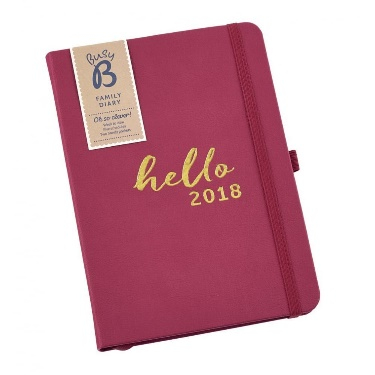 Busy
B
FAMILY
DIARY
Oh so clever!
hello
2018